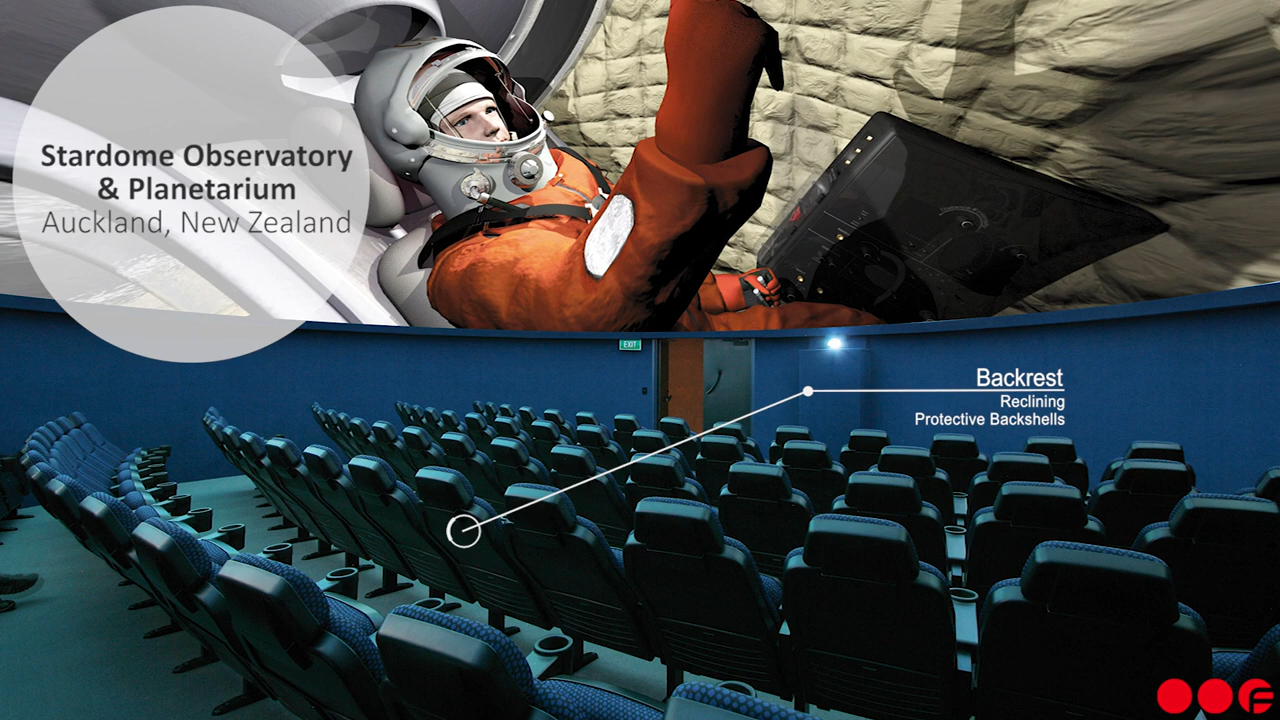 Stardome Observatory
& Planetarium
Auckland, New Zealand
EXIT
Backrest
Reclining
Protective Backshells